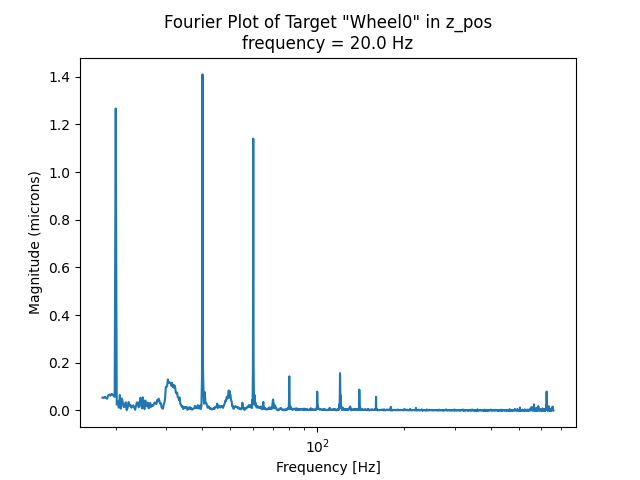 Fourier Plot of Target "Wheel0" in z_pos
frequency = 20.0 Hz
1.4
1.2
1.0
0.8
0.6
0.4
0.2
0.0
Magnitude (microns)
10²
Frequency [Hz]